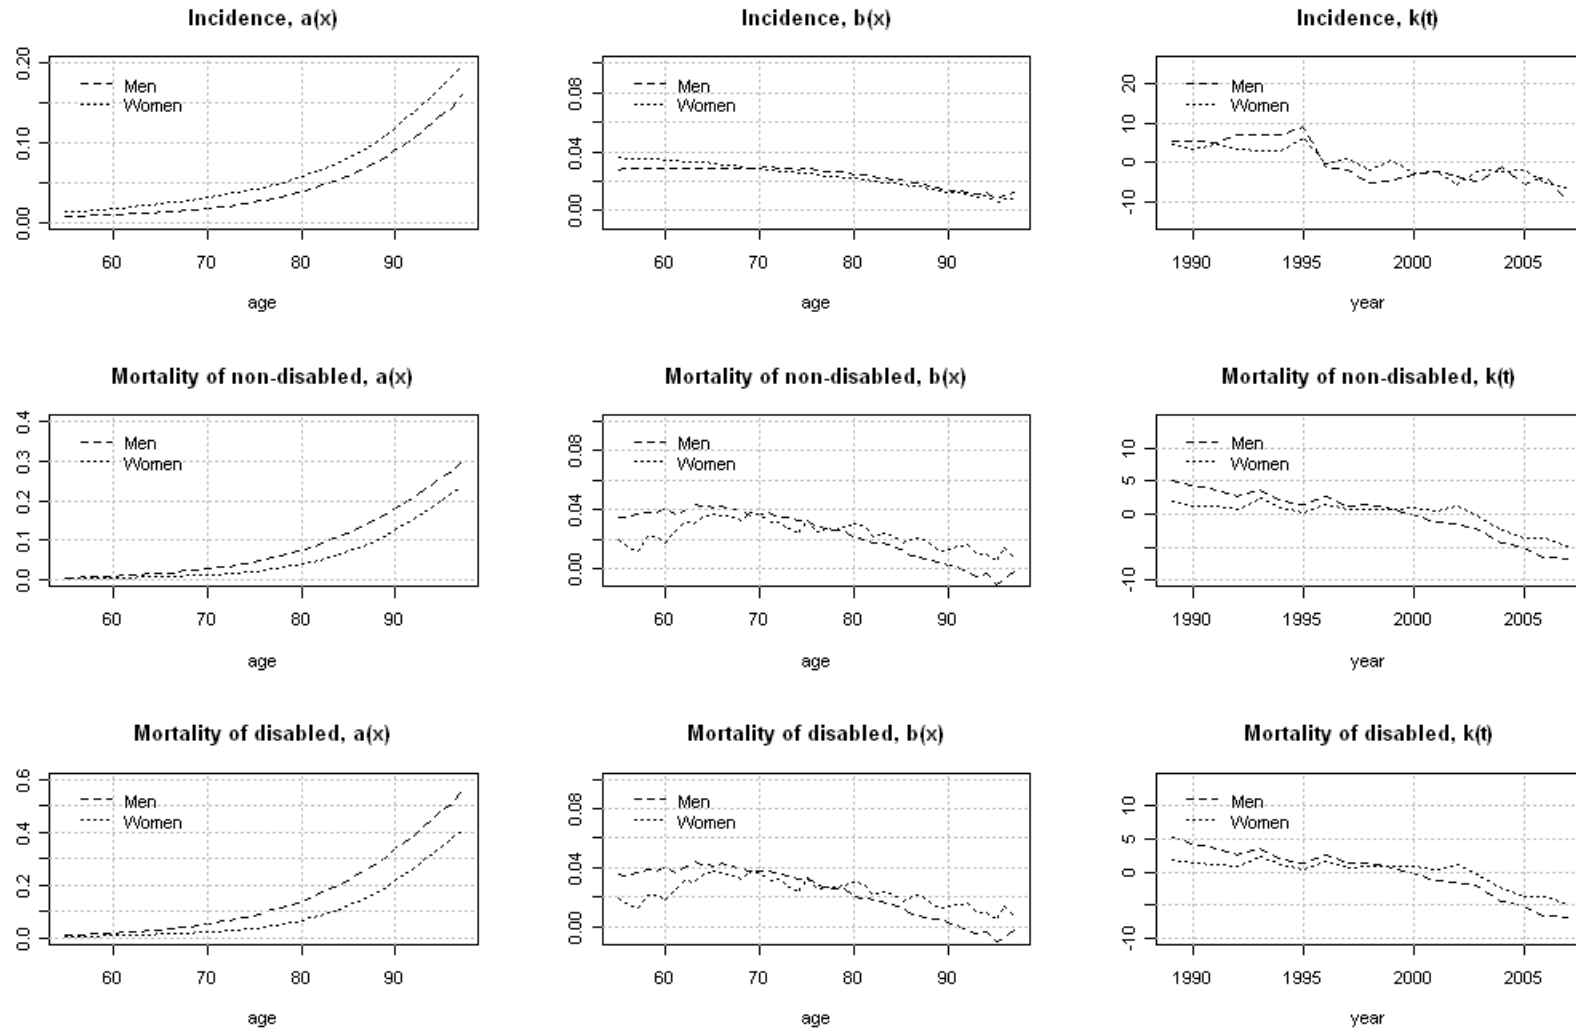 Incidence, a(x)
0.00 0.10 0.20
Men
Women
60 70 80 90
age
Incidence, b(x)
0.00 0.04 0.08
Men
Women
60 70 80 90
age
Incidence, k(t)
-10 0 10 20
Men
Women
1990 1995 2000 2005
year
Mortality of non-disabled, a(x)
0.0 0.1 0.2 0.3 0.4
Men
Women
60 70 80 90
age
Mortality of non-disabled, b(x)
0.00 0.04 0.08
Men
Women
60 70 80 90
age
Mortality of non-disabled, k(t)
-10 0 5 10
Men
Women
1990 1995 2000 2005
year
Mortality of disabled, a(x)
0.0 0.2 0.4 0.6
Men
Women
60 70 80 90
age
Mortality of disabled, b(x)
0.00 0.04 0.08
Men
Women
60 70 80 90
age
Mortality of disabled, k(t)
-10 0 5 10
Men
Women
1990 1995 2000 2005
year